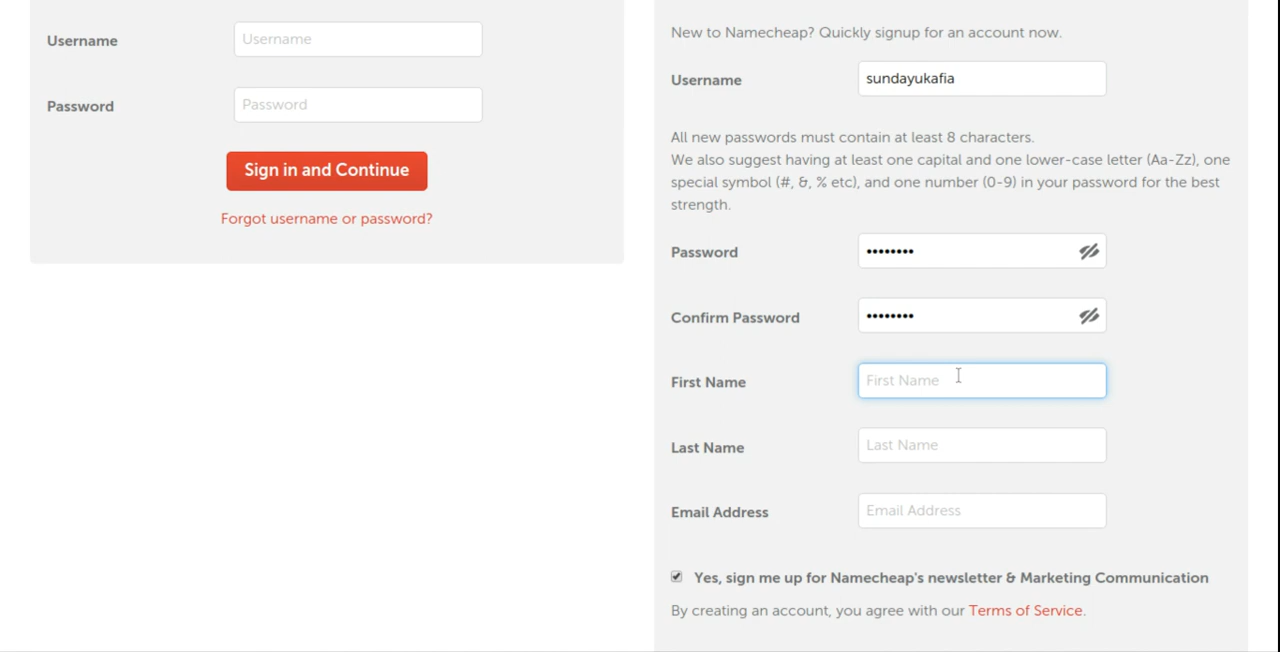 Username
Username
Password
Password
Sign in and Continue
Forgot username or password?
New to Namecheap? Quickly signup for an account now.
Username
sundayukafia
All new passwords must contain at least 8 characters.
We also suggest having at least one capital and one lower-case letter (Aa-Zz), one
special symbol (#, &, % etc), and one number (0-9) in your password for the best
strength.
Password
••••••••
Confirm Password
••••••••
First Name
First Name
Last Name
Last Name
Email Address
Email Address
Yes, sign me up for Namecheap's newsletter & Marketing Communication
By creating an account, you agree with our Terms of Service.